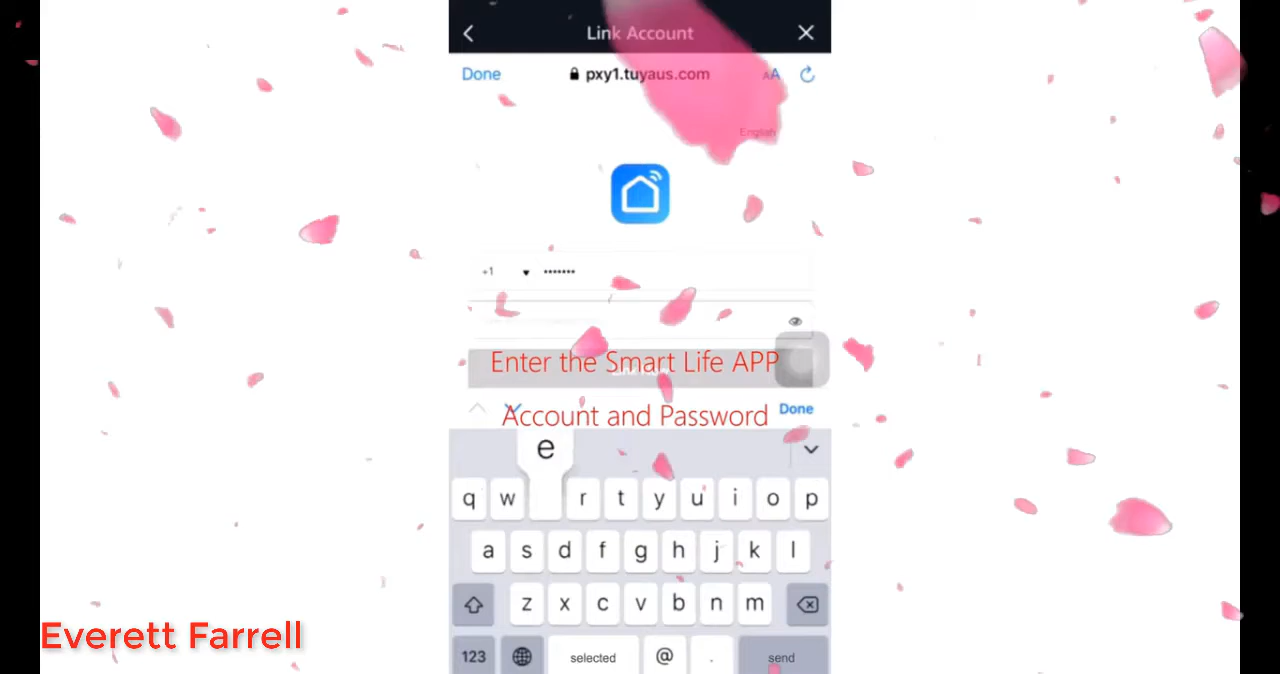 Link Account
Done
pxy1.tuyaus.com
AA
English
+1
•••••••
Enter the Smart Life APP
Account and Password
Done
e
q w r t y u i o p
a s d f g h j k l
z x c v b n m
123 selected @ . send
Everett Farrell